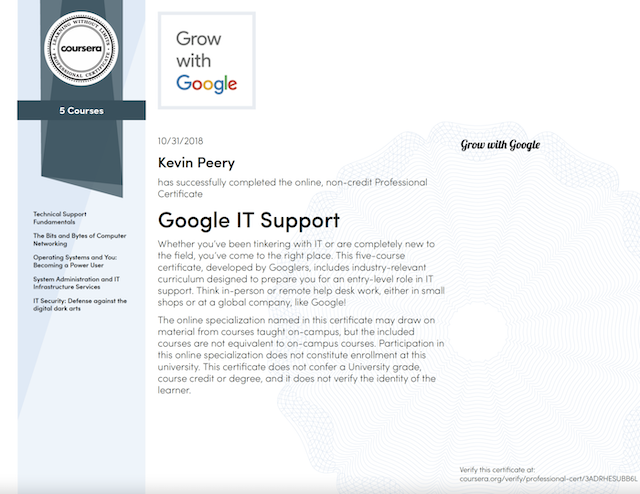 LEARNING WITHOUT LIMITS
coursera
PROFESSIONAL CERTIFICATE
5 Courses
Technical Support
Fundamentals
The Bits and Bytes of Computer
Networking
Operating Systems and You:
Becoming a Power User
System Administration and IT
Infrastructure Services
IT Security: Defense against the
digital dark arts
Grow
with
Google
10/31/2018
Kevin Peery
has successfully completed the online, non-credit Professional
Certificate
Google IT Support
Whether you've been tinkering with IT or are completely new to
the field, you've come to the right place. This five-course
certificate, developed by Googlers, includes industry-relevant
curriculum designed to prepare you for an entry-level role in IT
support. Think in-person or remote help desk work, either in small
shops or at a global company, like Google!
The online specialization named in this certificate may draw on
material from courses taught on-campus, but the included
courses are not equivalent to on-campus courses. Participation in
this online specialization does not constitute enrollment at this
university. This certificate does not confer a University grade,
course credit or degree, and it does not verify the identity of the
learner.
Grow with Google
Verify this certificate at:
coursera.org/verify/professional-cert/3ADRHESUBB6L